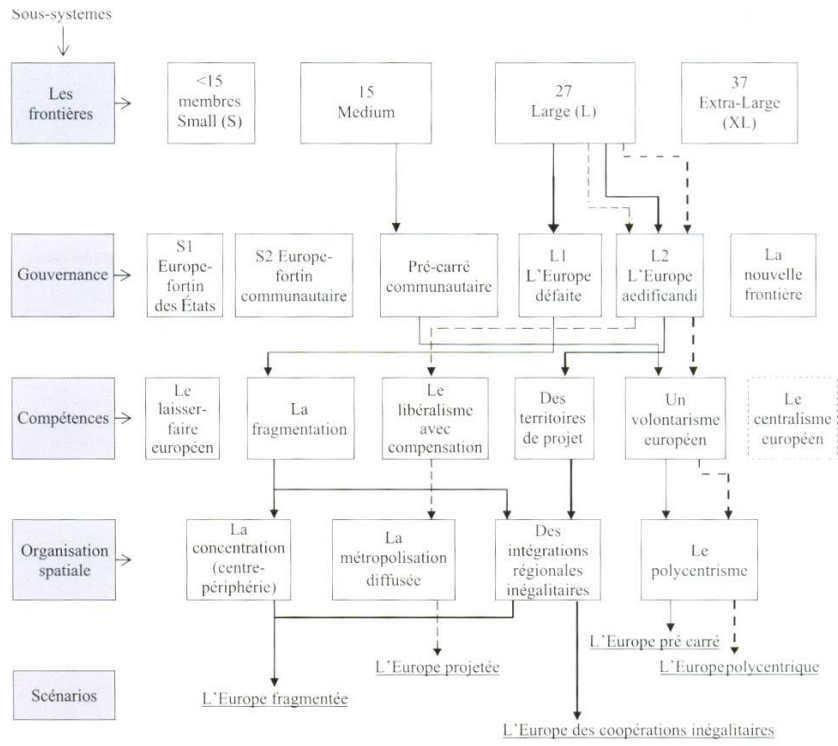 Sous-systèmes
Les
frontières
<15
membres
Small (S)
15
Medium
27
Large (L)
37
Extra-Large
(XL)
Gouvernance
S1
Europe-
fortin
des États
S2 Europe-
fortin
communautaire
Pré-carré
communautaire
L1
L'Europe
défaite
L2
L'Europe
aedificandi
La
nouvelle
frontière
Compétences
Le
laisser-
faire
européen
La
fragmentation
Le
libéralisme
avec
compensation
Des
territoires
de projet
Un
volontarisme
européen
Le
centralisme
européen
Organisation
spatiale
La
concentration
(centre-
périphérie)
La
métropolisation
diffusée
Des
intégrations
régionales
inégalitaires
Le
polycentrisme
Scénarios
L'Europe fragmentée
L'Europe projetée
L'Europe des coopérations inégalitaires
L'Europe pré carré
L'Europe polycentrique